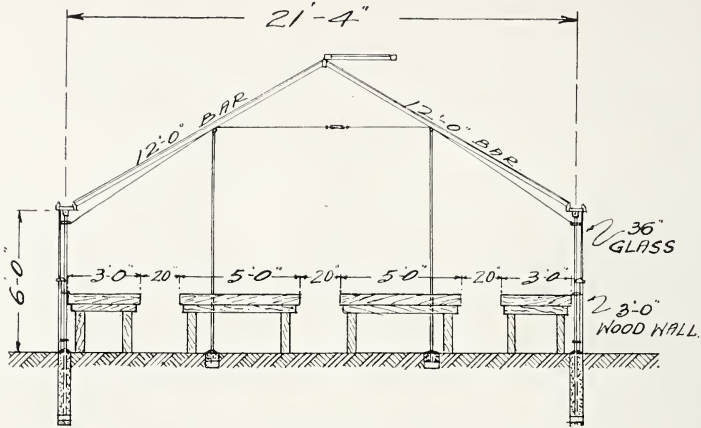 21'-4"
12'-0" BAR
12'-0" BAR.
6'-0"
36"
GLASS
3'-0" 20" 5'-0" 20" 5'-0" 20" 3'-0"
3'-0"
WOOD WALL.